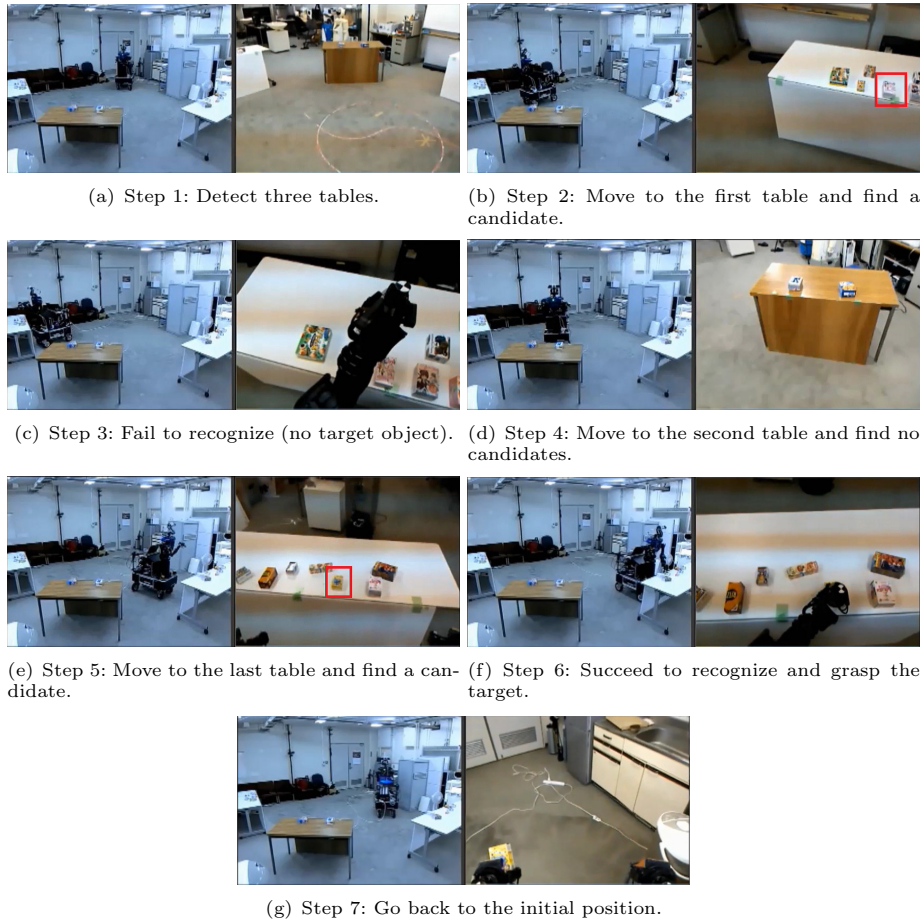 (a) Step 1: Detect three tables.
(b) Step 2: Move to the first table and find a
candidate.
(c) Step 3: Fail to recognize (no target object).
(d) Step 4: Move to the second table and find no
candidates.
(e) Step 5: Move to the last table and find a can-
didate.
(f) Step 6: Succeed to recognize and grasp the
target.
(g) Step 7: Go back to the initial position.